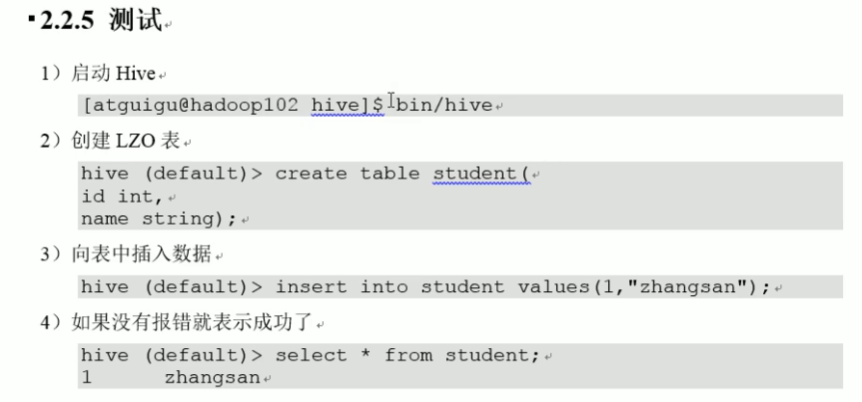 2.2.5 测试
1）启动 Hive
[atguigu@hadoop102 hive]$ bin/hive
2）创建 LZO 表
hive (default)> create table student(
id int,
name string);
3）向表中插入数据
hive (default)> insert into student values(1,"zhangsan");
4）如果没有报错就表示成功了
hive (default)> select * from student;
1 zhangsan